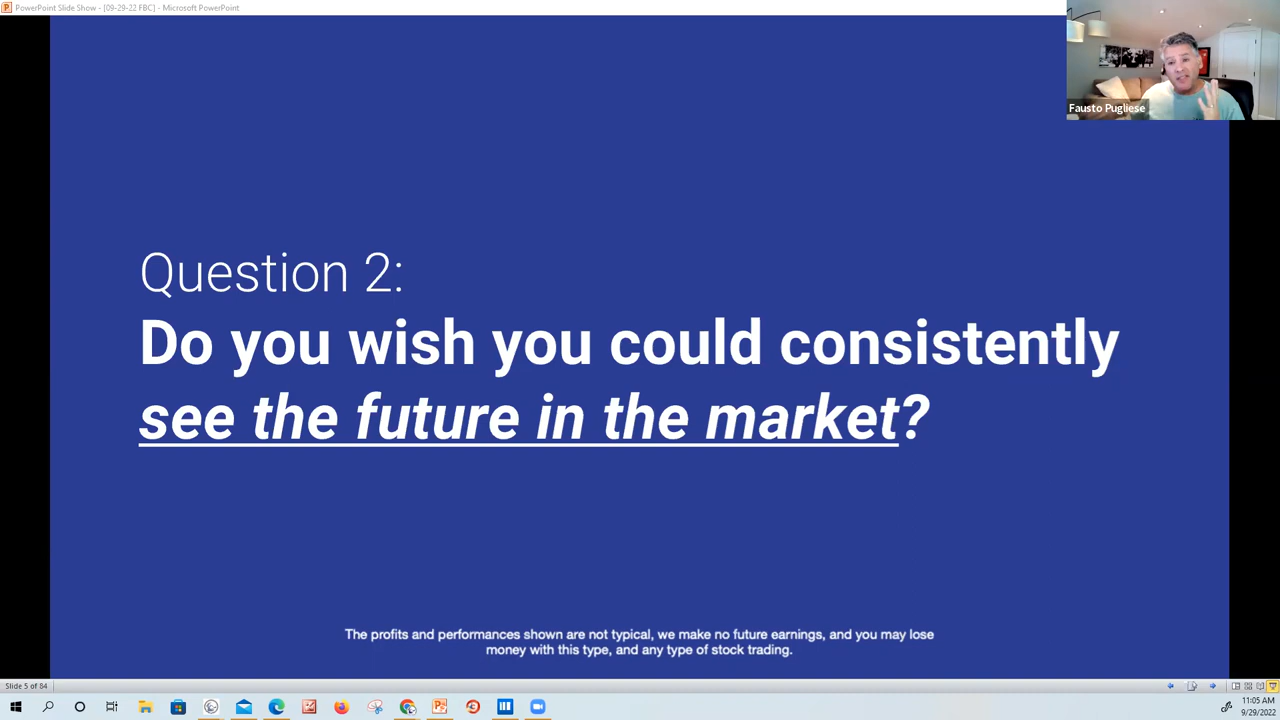 PowerPoint Slide Show - [09-29-22 FBC] - Microsoft PowerPoint
Fausto Pugliese
Question 2:
Do you wish you could consistently
see the future in the market?
The profits and performances shown are not typical, we make no future earnings, and you may lose
money with this type, and any type of stock trading.
Slide 5 of 84
11:05 AM
9/29/2022